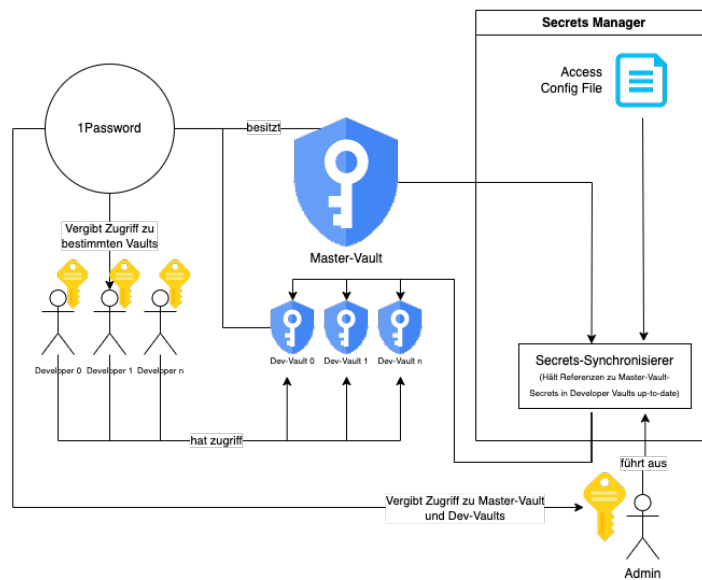 Secrets Manager
Access
Config File
1Password
besitzt
Master-Vault
Vergibt Zugriff zu
bestimmten Vaults
Developer 0
Developer 1
Developer n
Dev-Vault 0
Dev-Vault 1
Dev-Vault n
Secrets-Synchronisierer
(Hält Referenzen zu Master-Vault-
Secrets in Developer Vaults up-to-date)
hat zugriff
führt aus
Vergibt Zugriff zu Master-Vault
und Dev-Vaults
Admin